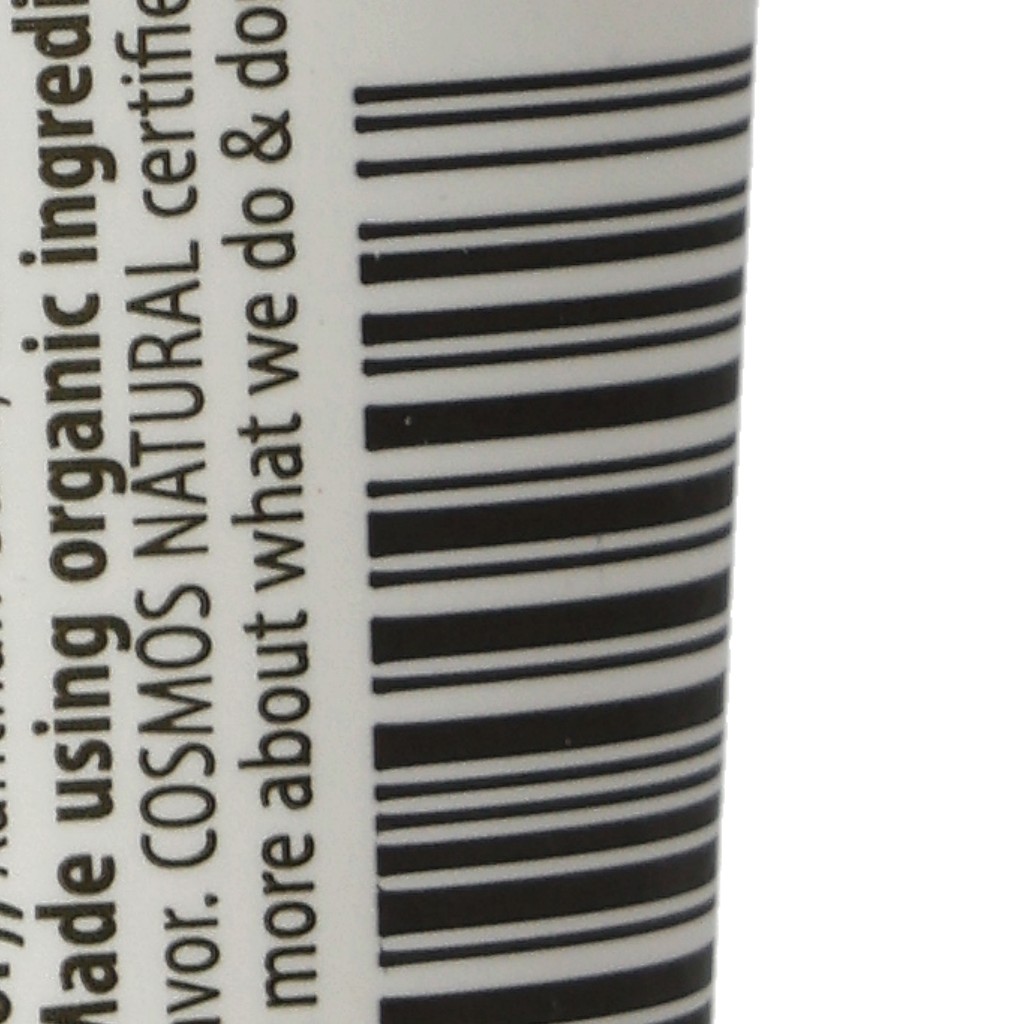 Made using organic ingredi
vor. COSMOS NATURAL certifie
more about what we do & do